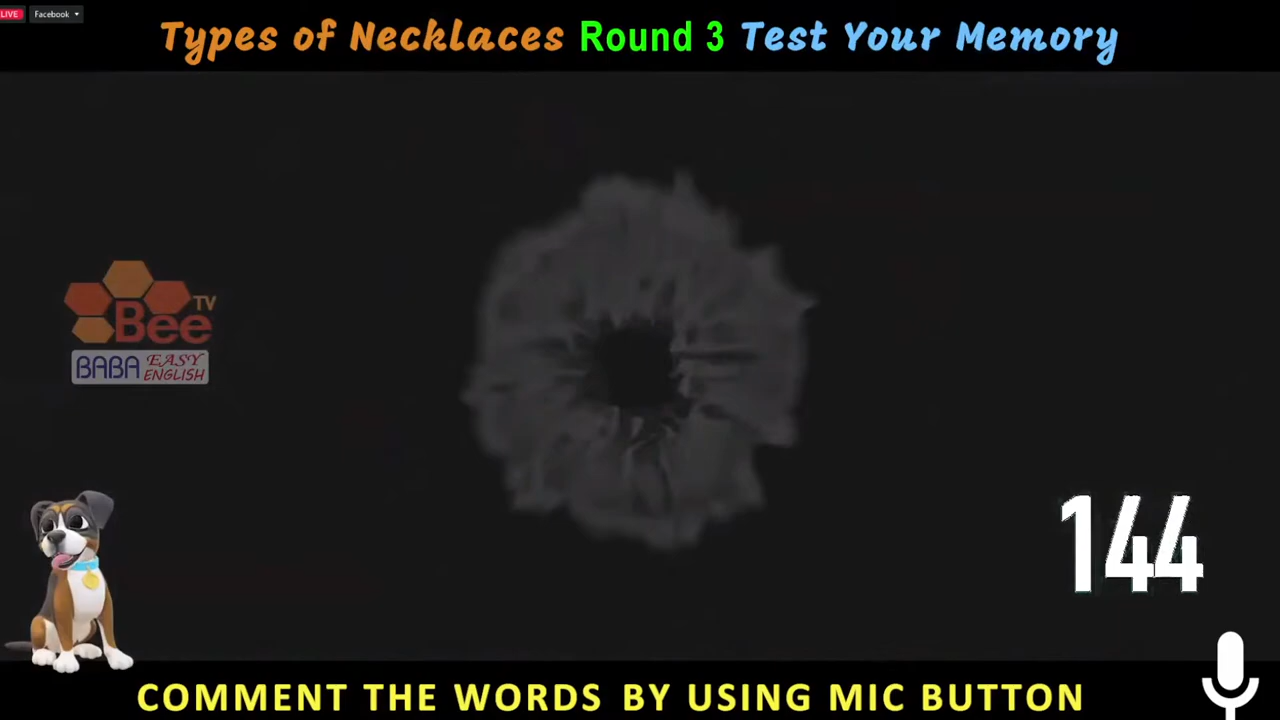 LIVE
Facebook
Types of Necklaces Round 3 Test Your Memory
Bee TV
BABA EASY ENGLISH
144
COMMENT THE WORDS BY USING MIC BUTTON